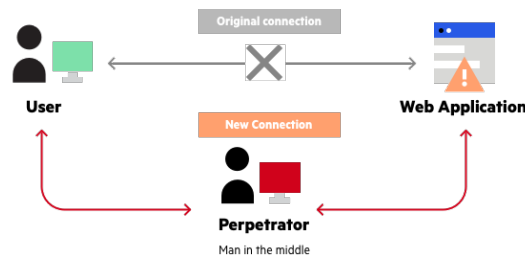 Original connection
User
Web Application
New Connection
Perpetrator
Man in the middle